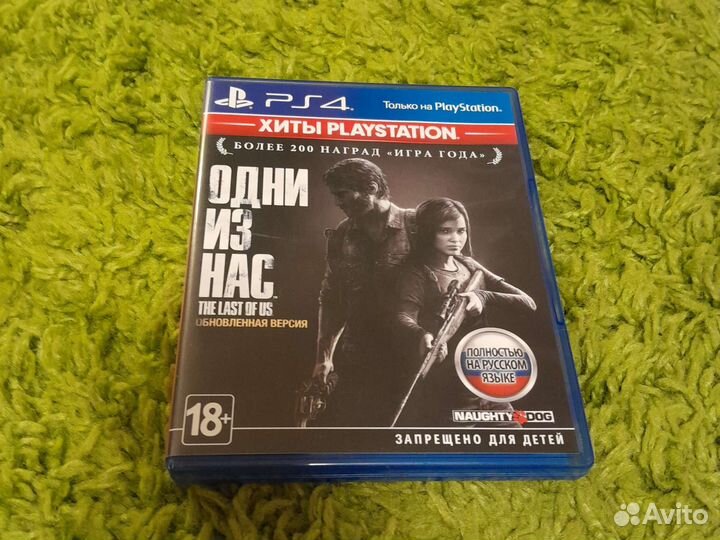 PS4
Только на PlayStation
ХИТЫ PLAYSTATION
БОЛЕЕ 200 НАГРАД «ИГРА ГОДА»
ОДНИ
ИЗ
НАС
THE LAST OF US
ОБНОВЛЕННАЯ ВЕРСИЯ
ПОЛНОСТЬЮ
НА РУССКОМ
ЯЗЫКЕ
18+
NAUGHTY DOG
ЗАПРЕЩЕНО ДЛЯ ДЕТЕЙ
Avito